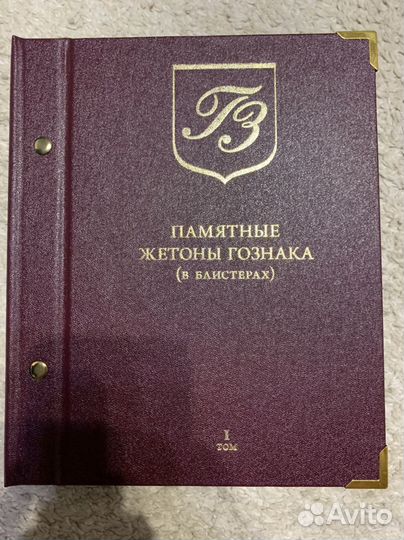 ГЗ
ПАМЯТНЫЕ
ЖЕТОНЫ ГОЗНАКА
(В БЛИСТЕРАХ)
I
ТОМ
Avito